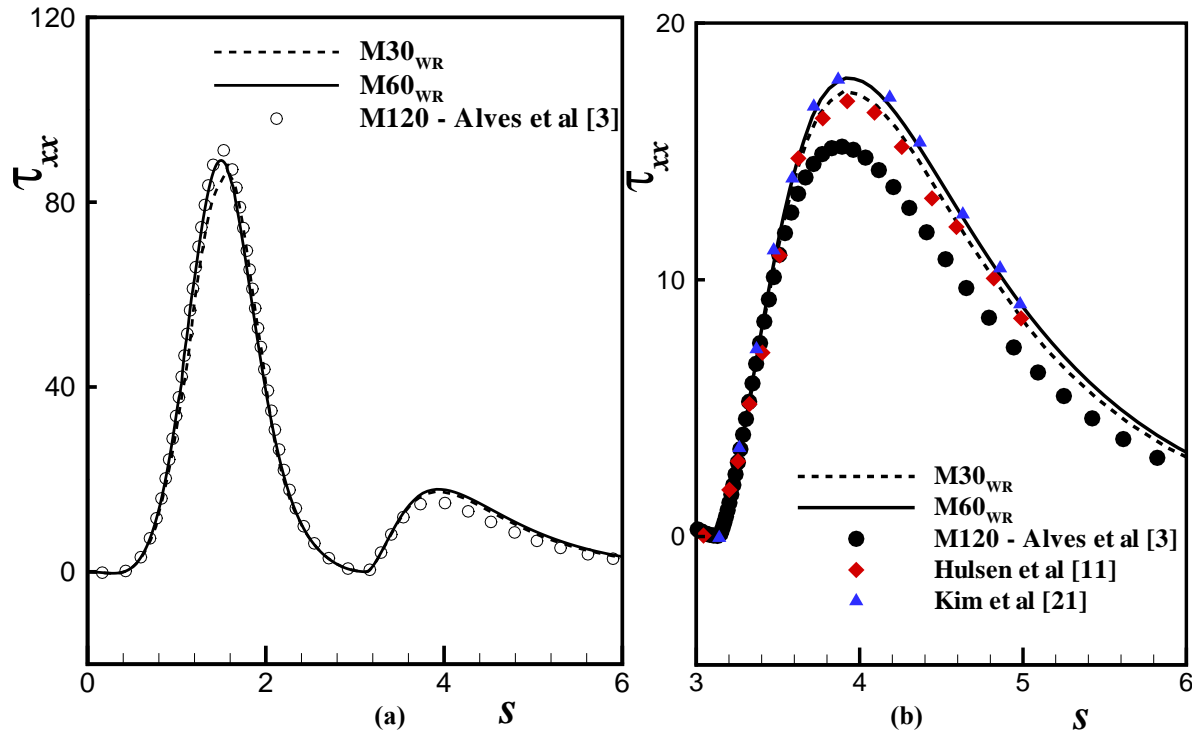 120
80
40
0
τxx
M30WR
M60WR
M120 - Alves et al [3]
0 2 4 6
(a) s
20
10
0
τxx
M30WR
M60WR
M120 - Alves et al [3]
Hulsen et al [11]
Kim et al [21]
3 4 5 6
(b) s